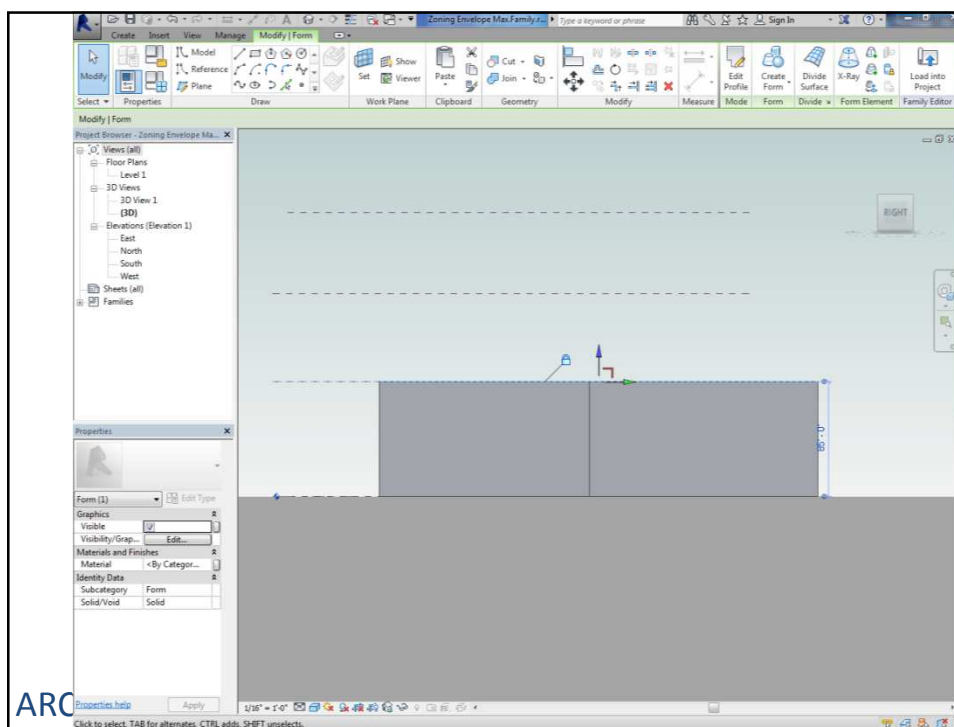 Zoning Envelope Max.Family.r...
Type a keyword or phrase
Sign In
Create Insert View Manage Modify | Form
Modify
Model
Reference
Plane
Set
Show
Viewer
Paste
Cut
Join
Edit Profile
Create Form
Divide Surface
X-Ray
Load into Project
Select Properties Draw Work Plane Clipboard Geometry Modify Measure Mode Form Divide Form Element Family Editor
Modify | Form
Project Browser - Zoning Envelope Ma...
Views (all)
Floor Plans
Level 1
3D Views
3D View 1
(3D)
Elevations (Elevation 1)
East
North
South
West
Sheets (all)
Families
RIGHT
Properties
Form (1)
Edit Type
Graphics
Visible
Visibility/Grap... Edit...
Materials and Finishes
Material <By Categor...
Identity Data
Subcategory Form
Solid/Void Solid
Properties help
Apply
1/16" = 1'-0"
ARC
Click to select, TAB for alternates, CTRL adds, SHIFT unselects.